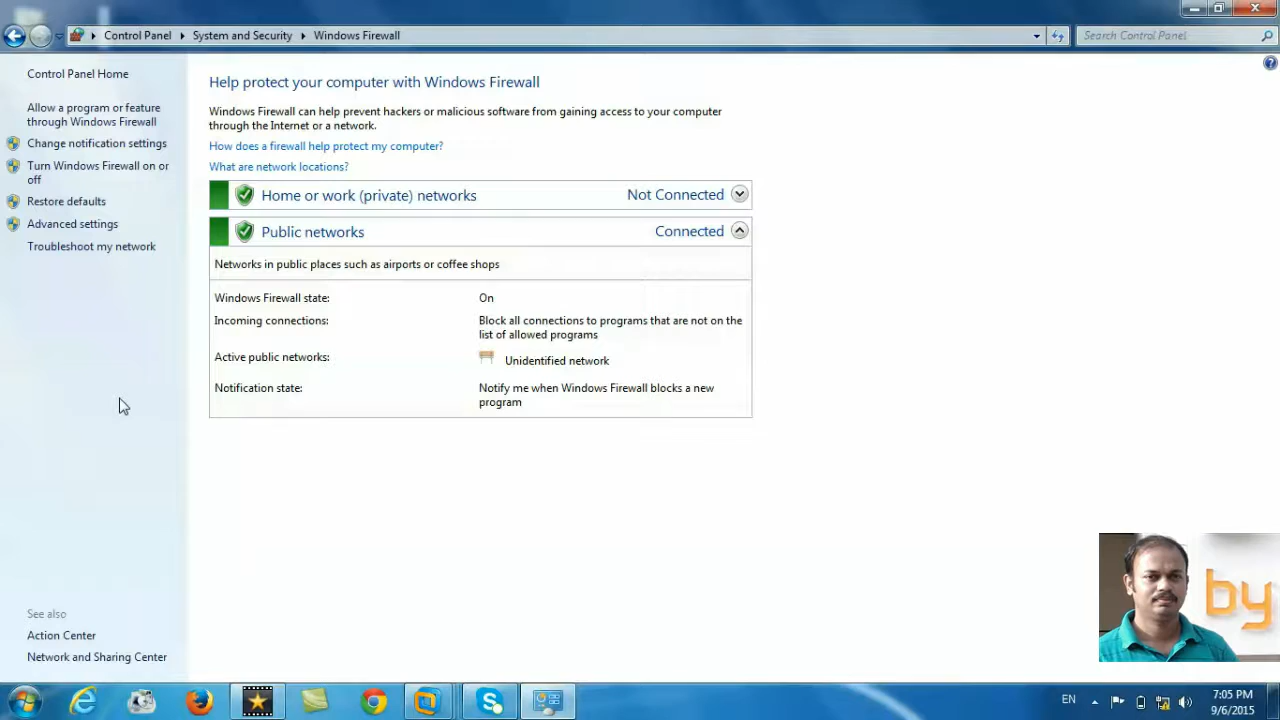 Control Panel
System and Security
Windows Firewall
Search Control Panel
Control Panel Home
Allow a program or feature
through Windows Firewall
Change notification settings
Turn Windows Firewall on or
off
Restore defaults
Advanced settings
Troubleshoot my network
See also
Action Center
Network and Sharing Center
Help protect your computer with Windows Firewall
Windows Firewall can help prevent hackers or malicious software from gaining access to your computer
through the Internet or a network.
How does a firewall help protect my computer?
What are network locations?
Home or work (private) networks Not Connected
Public networks Connected
Networks in public places such as airports or coffee shops
Windows Firewall state: On
Incoming connections: Block all connections to programs that are not on the
list of allowed programs
Active public networks: Unidentified network
Notification state: Notify me when Windows Firewall blocks a new
program
by
EN
7:05 PM
9/6/2015